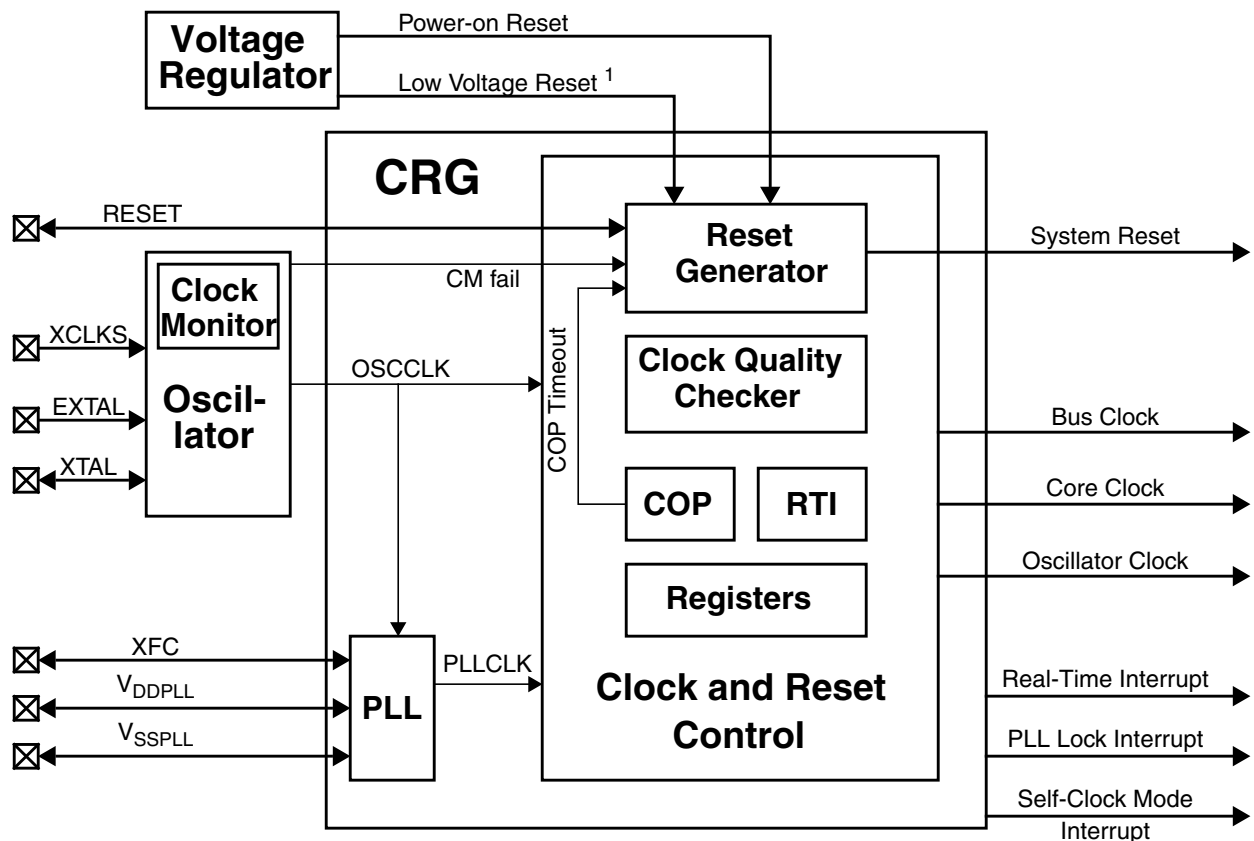 Voltage
Regulator
Power-on Reset
Low Voltage Reset 1
CRG
RESET
Reset
Generator
System Reset
CM fail
Clock
Monitor
XCLKS
OSCCLK
COP Timeout
Clock Quality
Checker
Oscil-
lator
EXTAL
XTAL
Bus Clock
COP
RTI
Core Clock
Oscillator Clock
Registers
XFC
VDDPLL
VSSPLL
PLL
PLLCLK
Clock and Reset
Control
Real-Time Interrupt
PLL Lock Interrupt
Self-Clock Mode
Interrupt